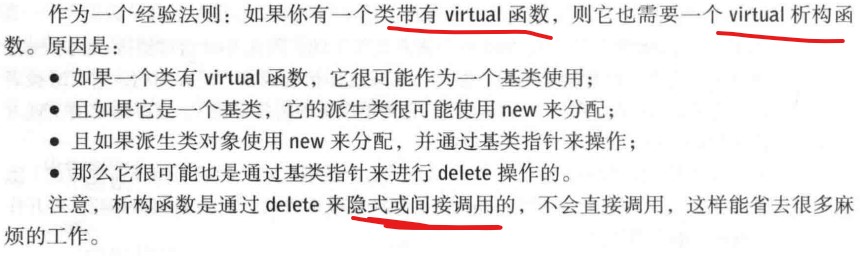 作为一个经验法则：如果你有一个类带有 virtual 函数，则它也需要一个 virtual 析构函
数。原因是：
● 如果一个类有 virtual 函数，它很可能作为一个基类使用；
● 且如果它是一个基类，它的派生类很可能使用 new 来分配；
● 且如果派生类对象使用 new 来分配，并通过基类指针来操作；
● 那么它很可能也是通过基类指针来进行 delete 操作的。
注意，析构函数是通过 delete 来隐式或间接调用的，不会直接调用，这样能省去很多麻
烦的工作。